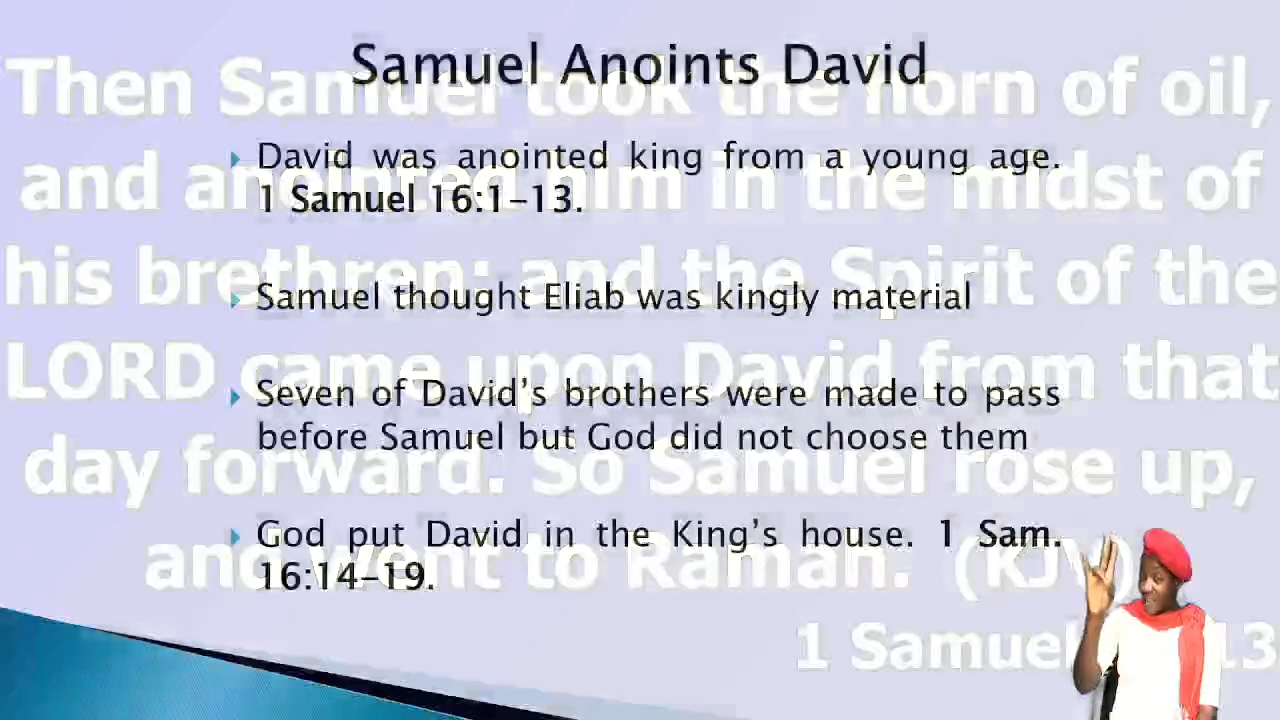 Samuel Anoints David
David was anointed king from a young age.
1 Samuel 16:1-13.
Samuel thought Eliab was kingly material
Seven of David's brothers were made to pass
before Samuel but God did not choose them
God put David in the King's house. 1 Sam.
16:14-19.
Then Samuel took the horn of oil,
and anointed him in the midst of
his brethren: and the Spirit of the
LORD came upon David from that
day forward. So Samuel rose up,
and went to Raman. (KJV)
1 Samuel 13